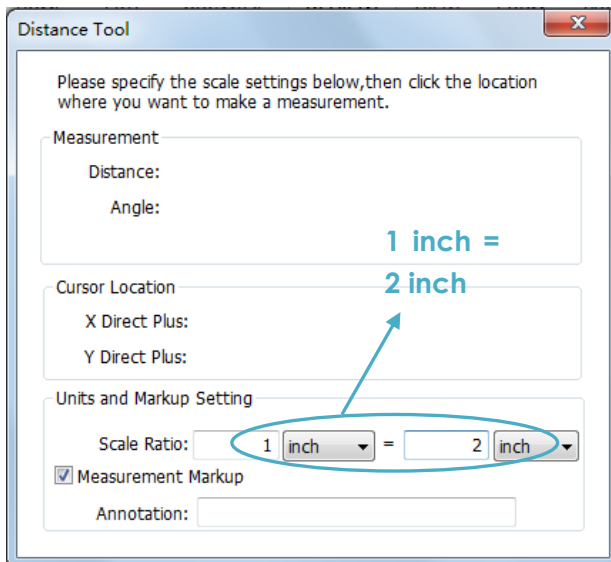 Distance Tool
Please specify the scale settings below,then click the location
where you want to make a measurement.
Measurement
Distance:
Angle:
1 inch =
2 inch
Cursor Location
X Direct Plus:
Y Direct Plus:
Units and Markup Setting
Scale Ratio: 1 inch = 2 inch
Measurement Markup
Annotation: